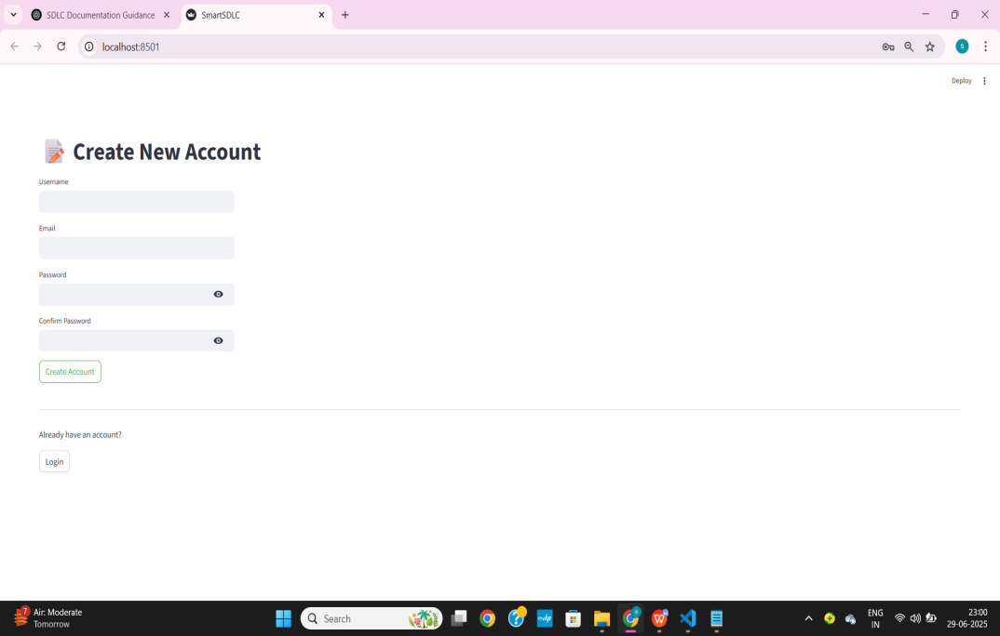 SDLC Documentation Guidance
SmartSDLC
localhost:8501
S
Deploy
Create New Account
Username
Email
Password
Confirm Password
Create Account
Already have an account?
Login
7
Air: Moderate
Tomorrow
Search
ENG
IN
23:00
29-06-2025